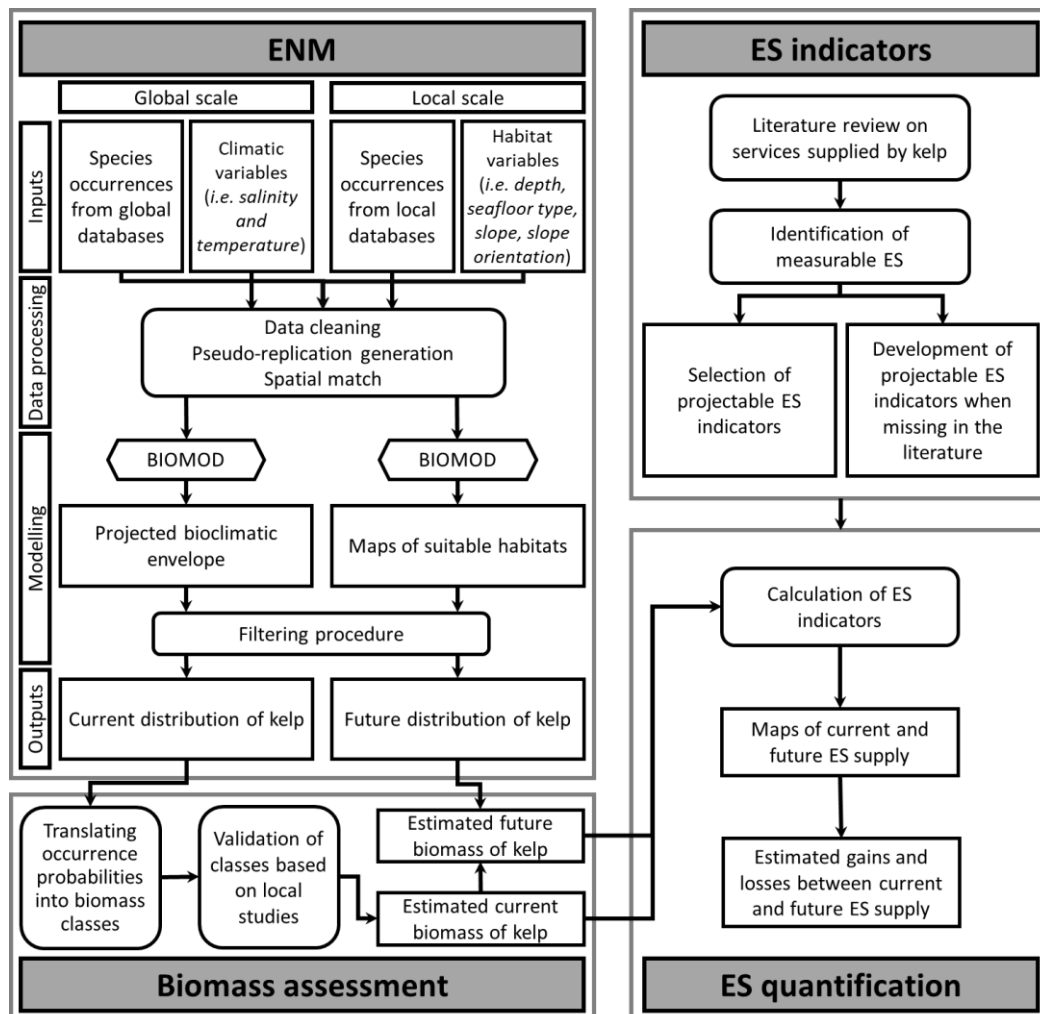 ENM
Global scale
Local scale
Inputs
Species
occurrences
from global
databases
Climatic
variables
(i.e. salinity
and
temperature)
Species
occurrences
from local
databases
Habitat
variables
(i.e. depth,
seafloor type,
slope, slope
orientation)
Data processing
Data cleaning
Pseudo-replication generation
Spatial match
Modelling
BIOMOD
BIOMOD
Projected bioclimatic
envelope
Maps of suitable habitats
Filtering procedure
Outputs
Current distribution of kelp
Future distribution of kelp
Translating
occurrence
probabilities
into biomass
classes
Validation of
classes based
on local
studies
Estimated future
biomass of kelp
Estimated current
biomass of kelp
Biomass assessment
ES indicators
Literature review on
services supplied by kelp
Identification of
measurable ES
Selection of
projectable ES
indicators
Development of
projectable ES
indicators when
missing in the
literature
Calculation of ES
indicators
Maps of current and
future ES supply
Estimated gains and
losses between current
and future ES supply
ES quantification